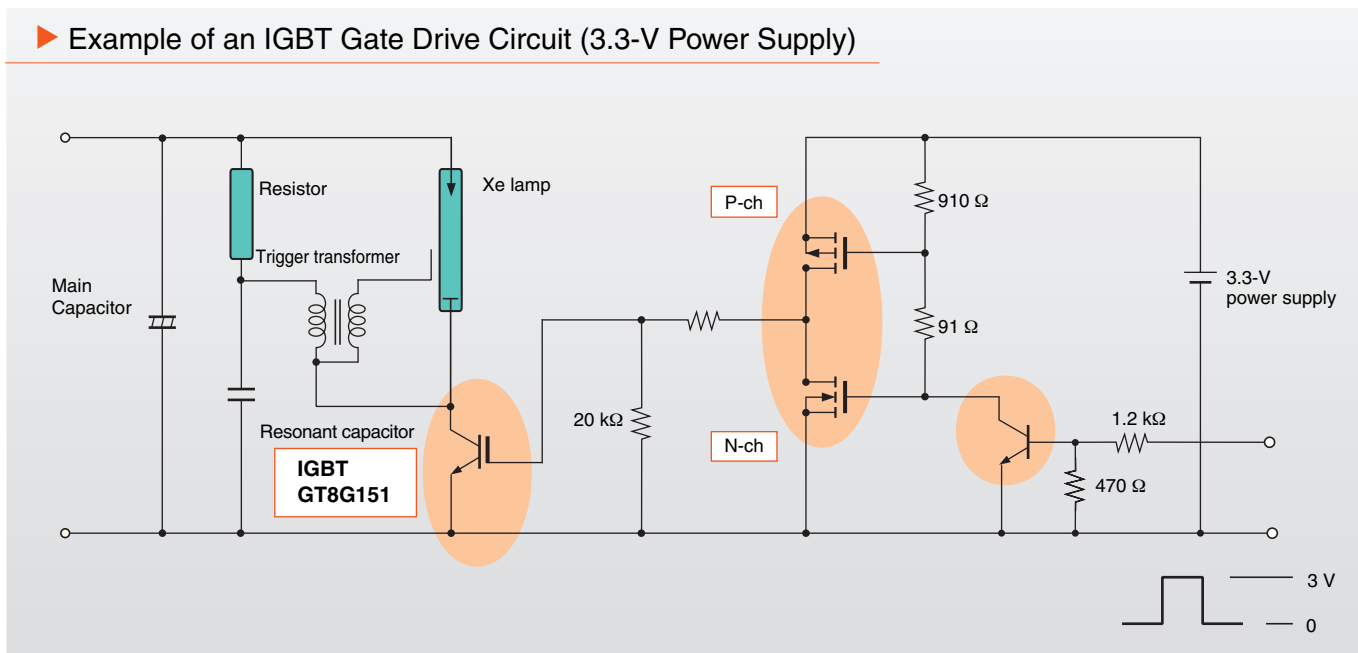 Example of an IGBT Gate Drive Circuit (3.3-V Power Supply)
Resistor
Xe lamp
P-ch
910 Ω
Trigger transformer
Main
Capacitor
3.3-V
power supply
91 Ω
20 kΩ
1.2 kΩ
Resonant capacitor
N-ch
IGBT
GT8G151
470 Ω
3 V
0